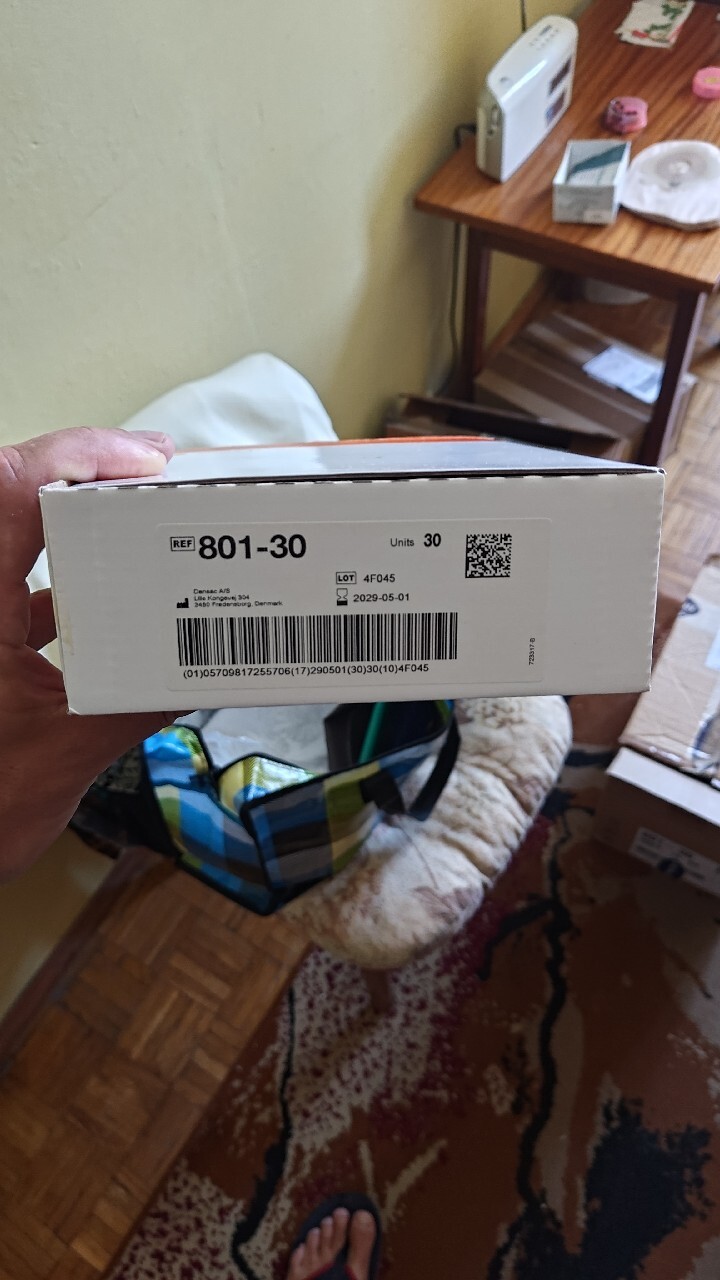 REF 801-30
Units 30
LOT 4F045
2029-05-01
Dansac A/S
Lille Kongevej 304
3480 Fredensborg, Denmark
(01)05709817255706(17)290501(30)30(10)4F045